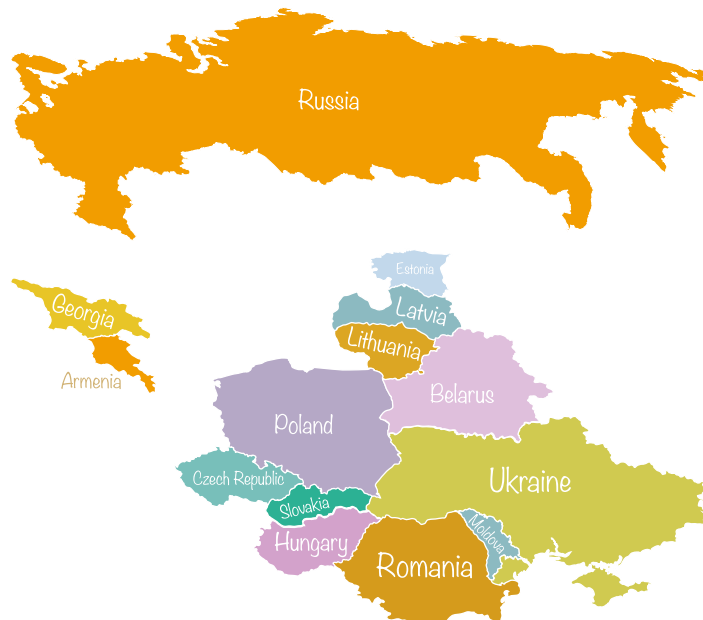 Russia
Estonia
Georgia
Latvia
Lithuania
Armenia
Belarus
Poland
Czech Republic
Ukraine
Slovakia
Moldova
Hungary
Romania